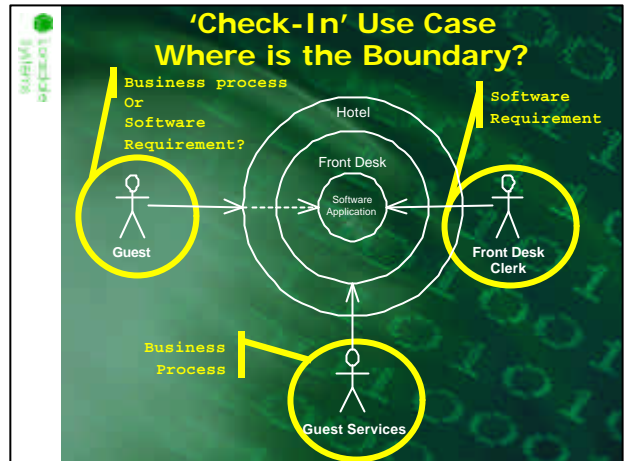 ‘Check-In’ Use Case
Where is the Boundary?
Business process
Or
Software
Requirement?
Software
Requirement
Hotel
Front Desk
Software
Application
Guest
Front Desk
Clerk
Business
Process
Guest Services